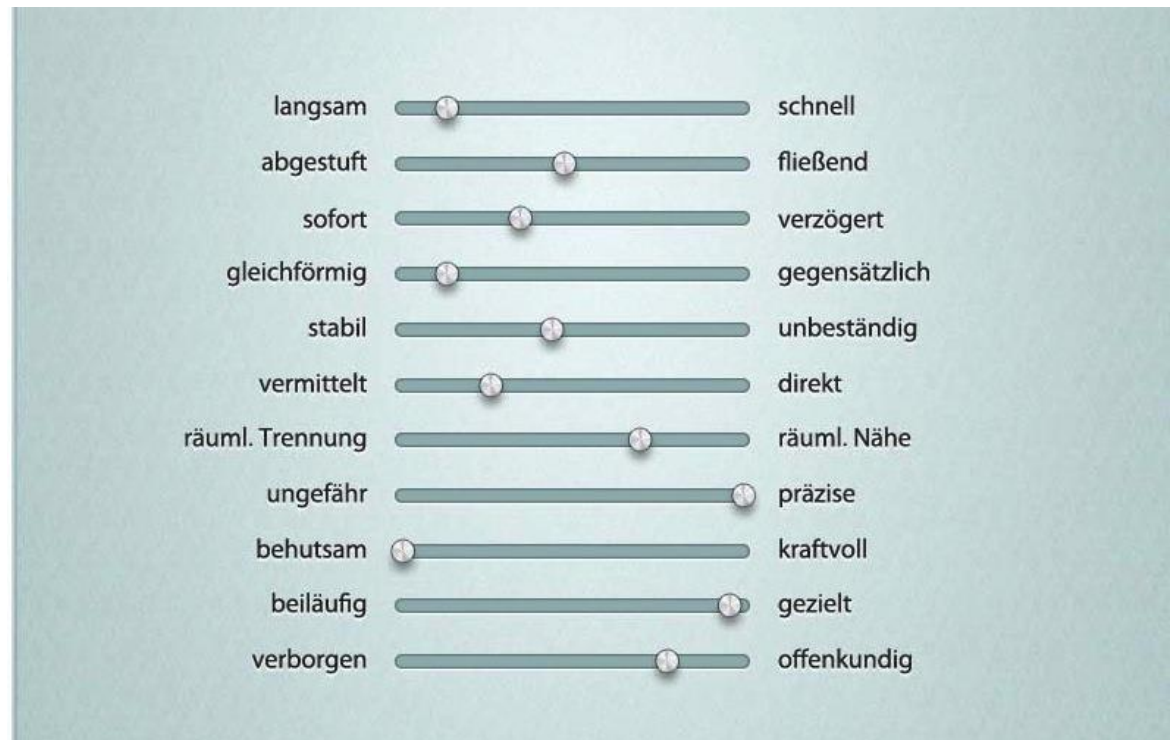 langsam schnell
abgestuft fließend
sofort verzögert
gleichförmig gegensätzlich
stabil unbeständig
vermittelt direkt
räuml. Trennung räuml. Nähe
ungefähr präzise
behutsam kraftvoll
beiläufig gezielt
verborgen offenkundig